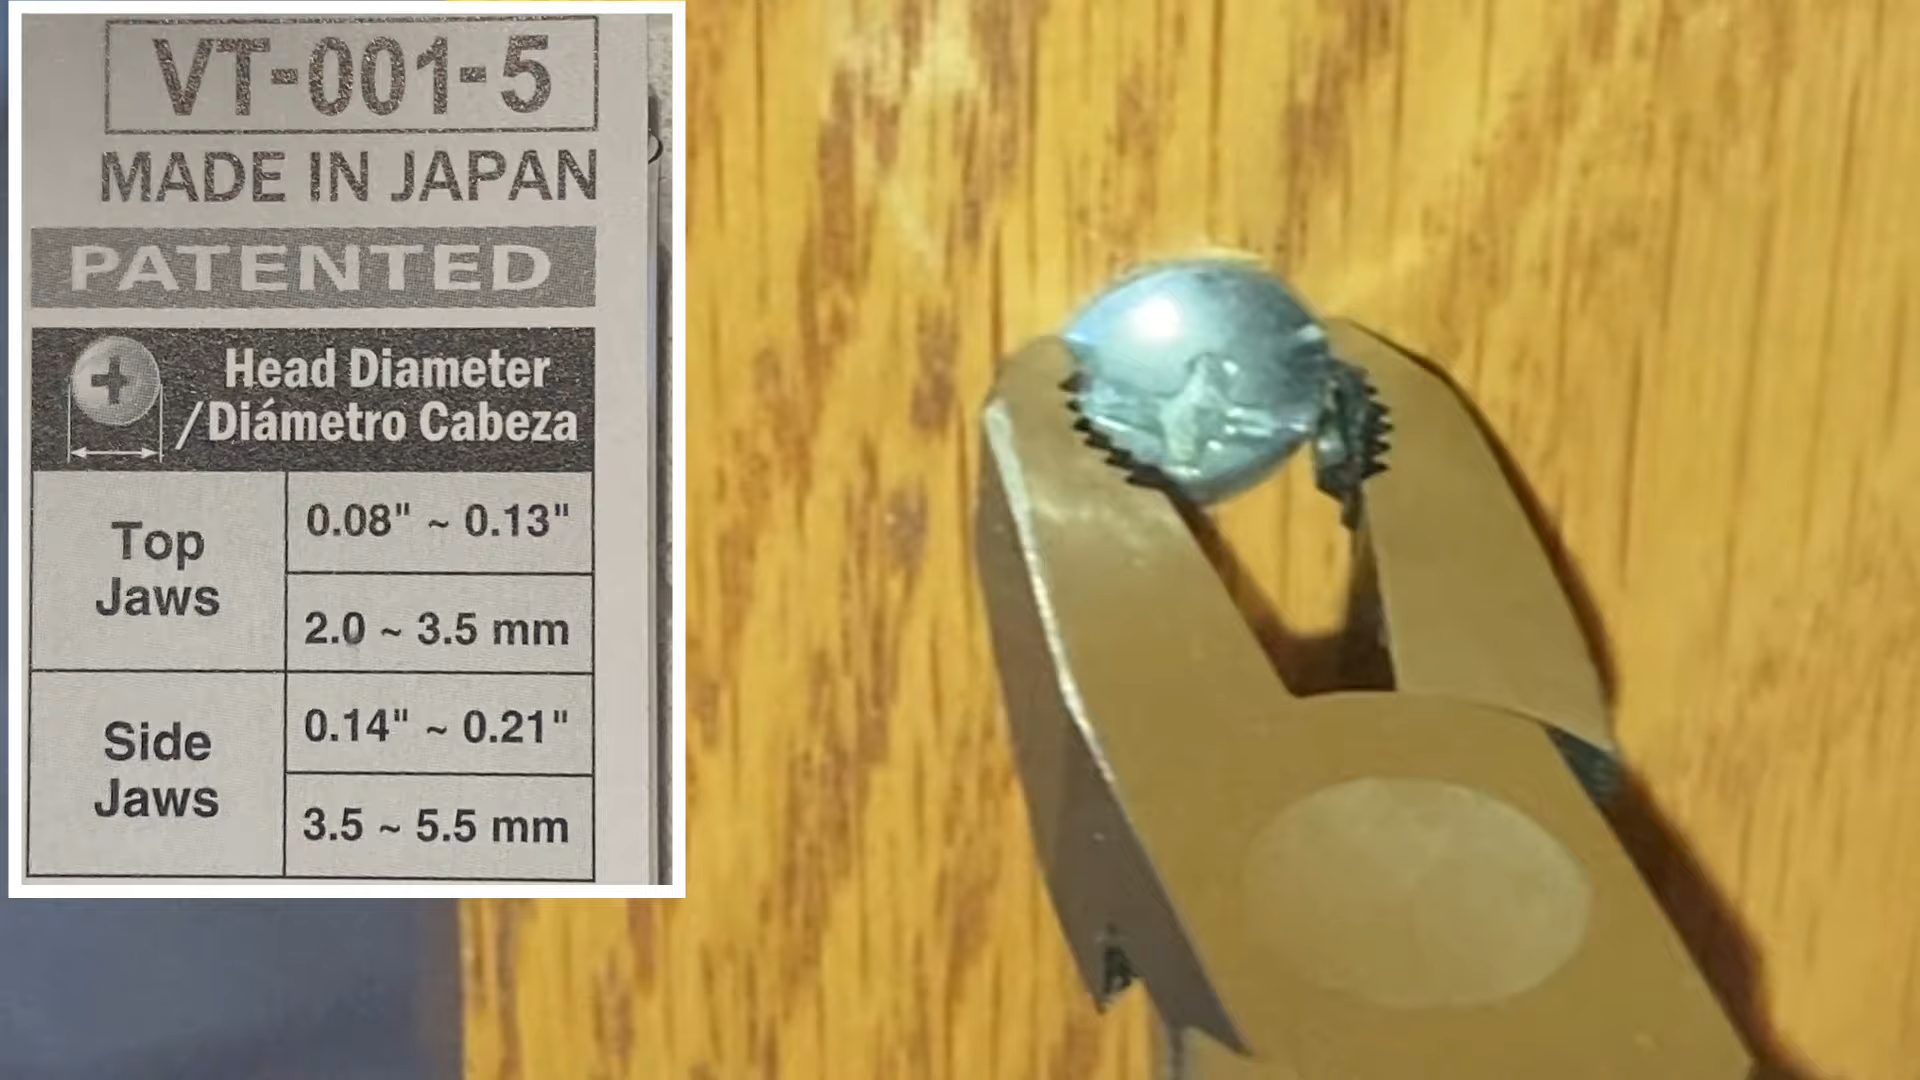 VT-001-5
MADE IN JAPAN
PATENTED
Head Diameter
/Diámetro Cabeza
Top
Jaws
0.08" ~ 0.13"
2.0 ~ 3.5 mm
Side
Jaws
0.14" ~ 0.21"
3.5 ~ 5.5 mm